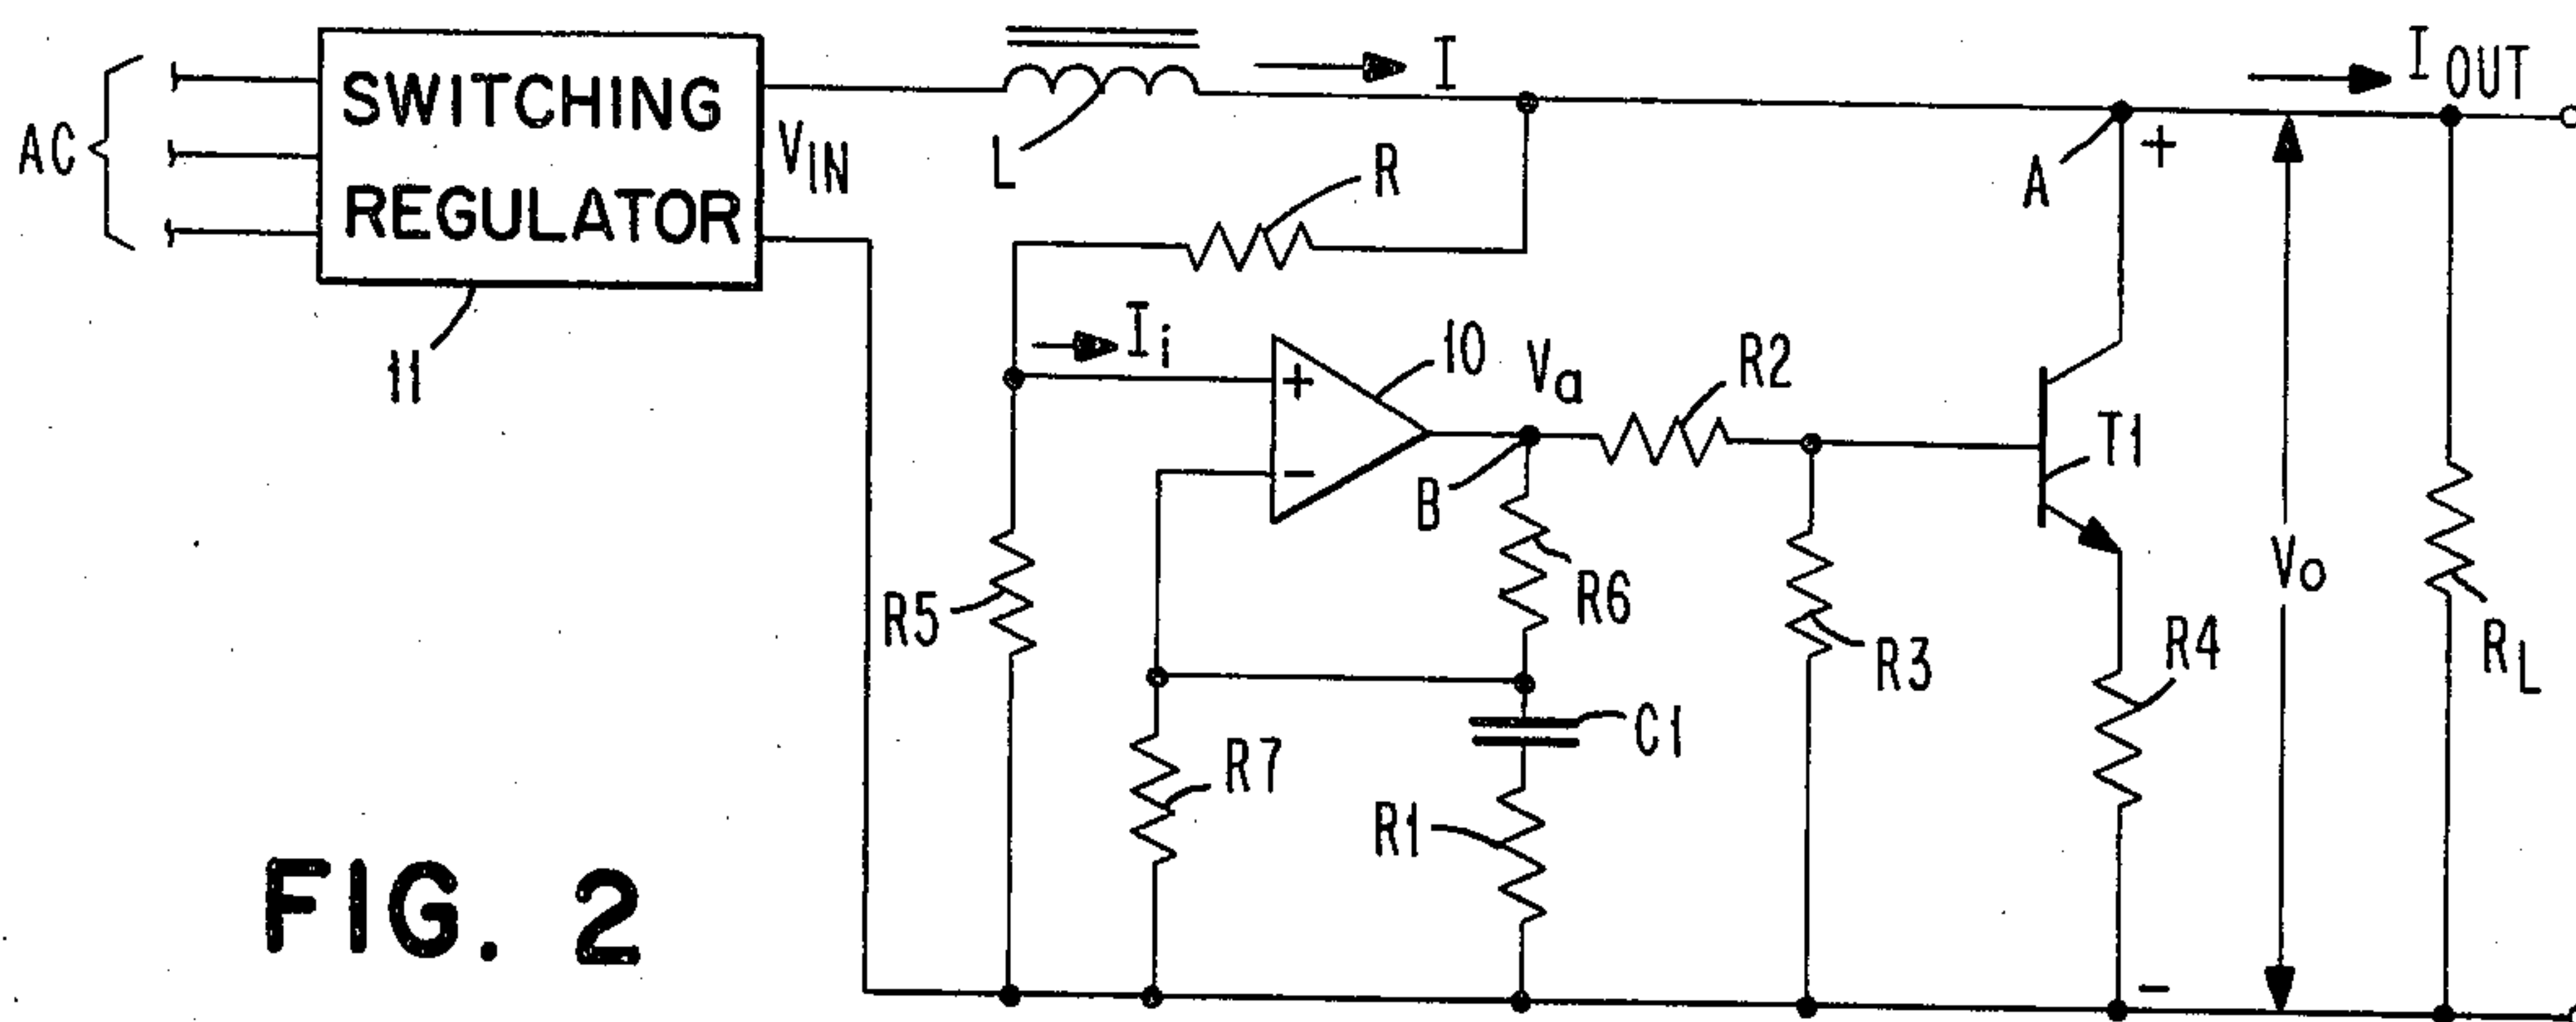 AC
SWITCHING
REGULATOR
11
VIN
L
I
R
A
+
IOUT
Ii
+
-
10
Va
B
R2
T1
R5
R6
R3
R4
Vo
RL
R7
C1
R1
-
FIG. 2